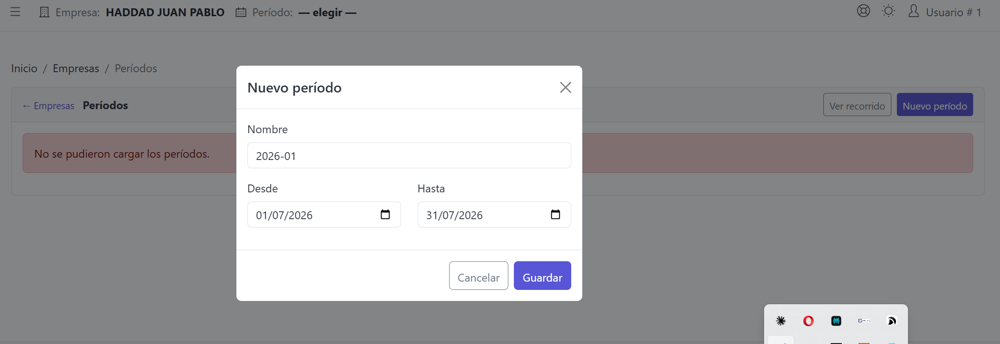 Empresa: HADDAD JUAN PABLO Período: — elegir — Usuario # 1
Inicio / Empresas / Períodos
← Empresas Períodos Ver recorrido Nuevo período
No se pudieron cargar los períodos.
Nuevo período
Nombre
2026-01
Desde Hasta
01/07/2026 31/07/2026
Cancelar Guardar